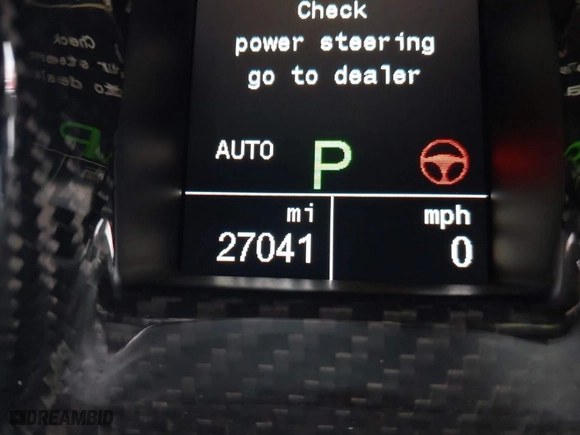 Check
power steering
go to dealer
AUTO P
mi mph
27041 0
DREAMBID